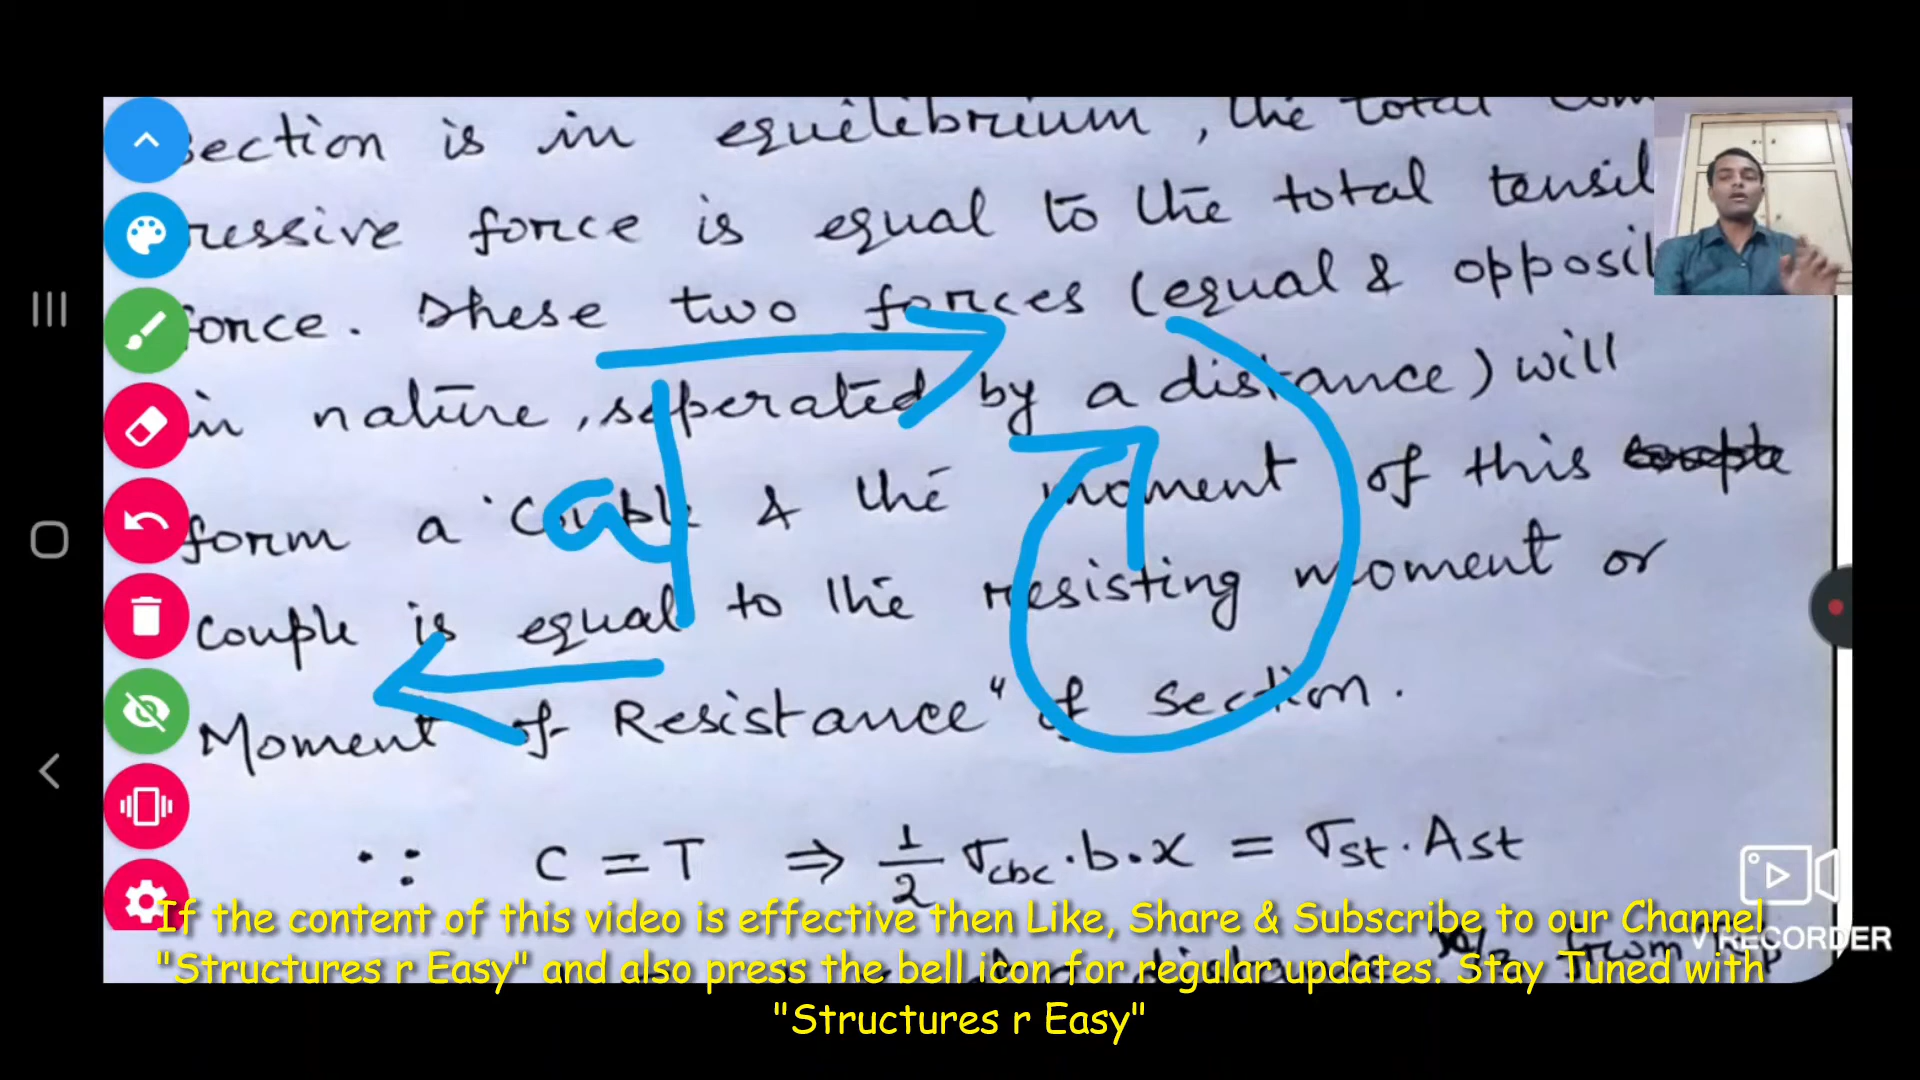 section is in equilibrium, the total com
ressive force is equal to the total tensil
force. These two forces (equal & opposit
in nature, seperated by a distance) will
form a "couple & the moment of this
couple is equal to the resisting moment or
Moment of Resistance" of section.
a
∵ C = T ⇒ 1/2 σcbc · b · x = σst · Ast
V RECORDER
If the content of this video is effective then Like, Share & Subscribe to our Channel
"Structures r Easy" and also press the bell icon for regular updates. Stay Tuned with
"Structures r Easy"